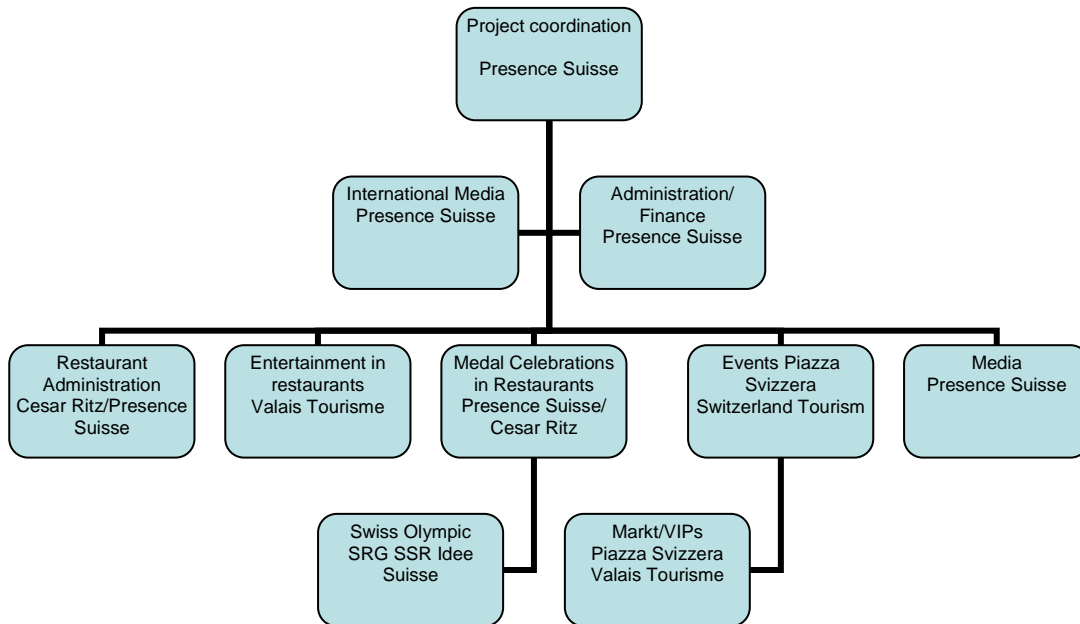 Project coordination
Presence Suisse
International Media
Presence Suisse
Administration/
Finance
Presence Suisse
Restaurant
Administration
Cesar Ritz/Presence
Suisse
Entertainment in
restaurants
Valais Tourisme
Medal Celebrations
in Restaurants
Presence Suisse/
Cesar Ritz
Events Piazza
Svizzera
Switzerland Tourism
Media
Presence Suisse
Swiss Olympic
SRG SSR Idee
Suisse
Markt/VIPs
Piazza Svizzera
Valais Tourisme